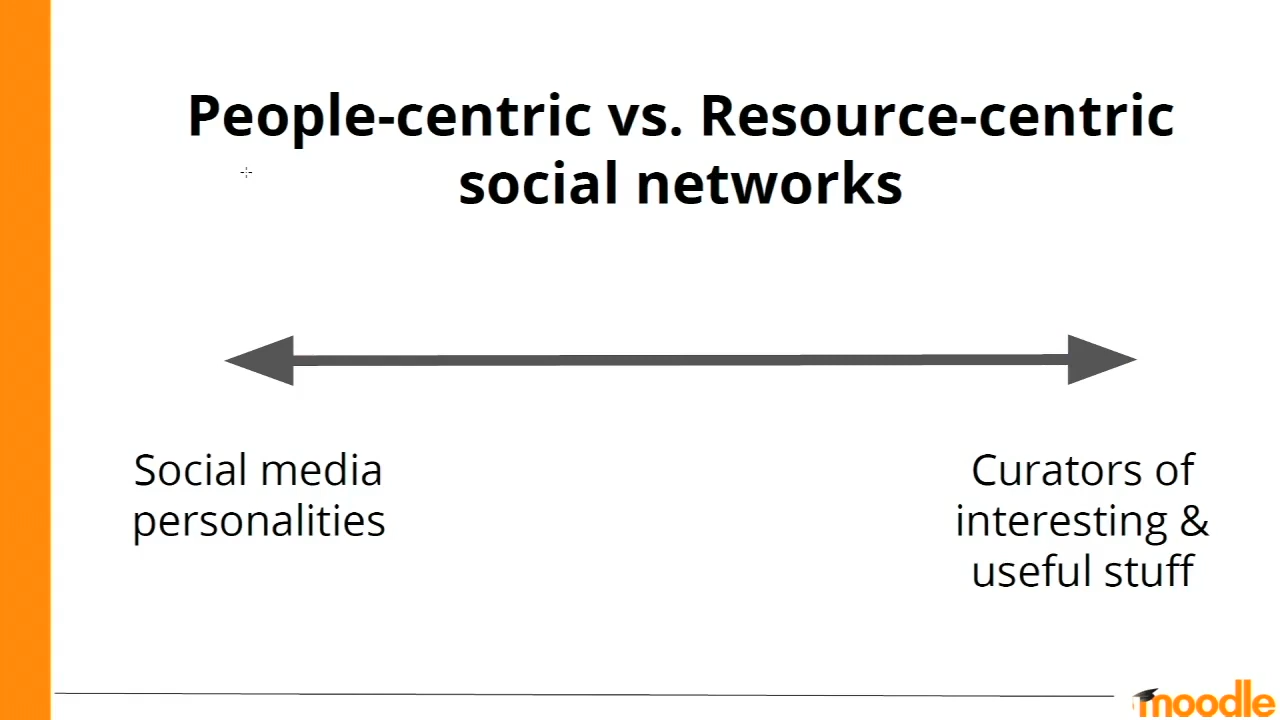 People-centric vs. Resource-centric
social networks
Social media
personalities
Curators of
interesting &
useful stuff
moodle